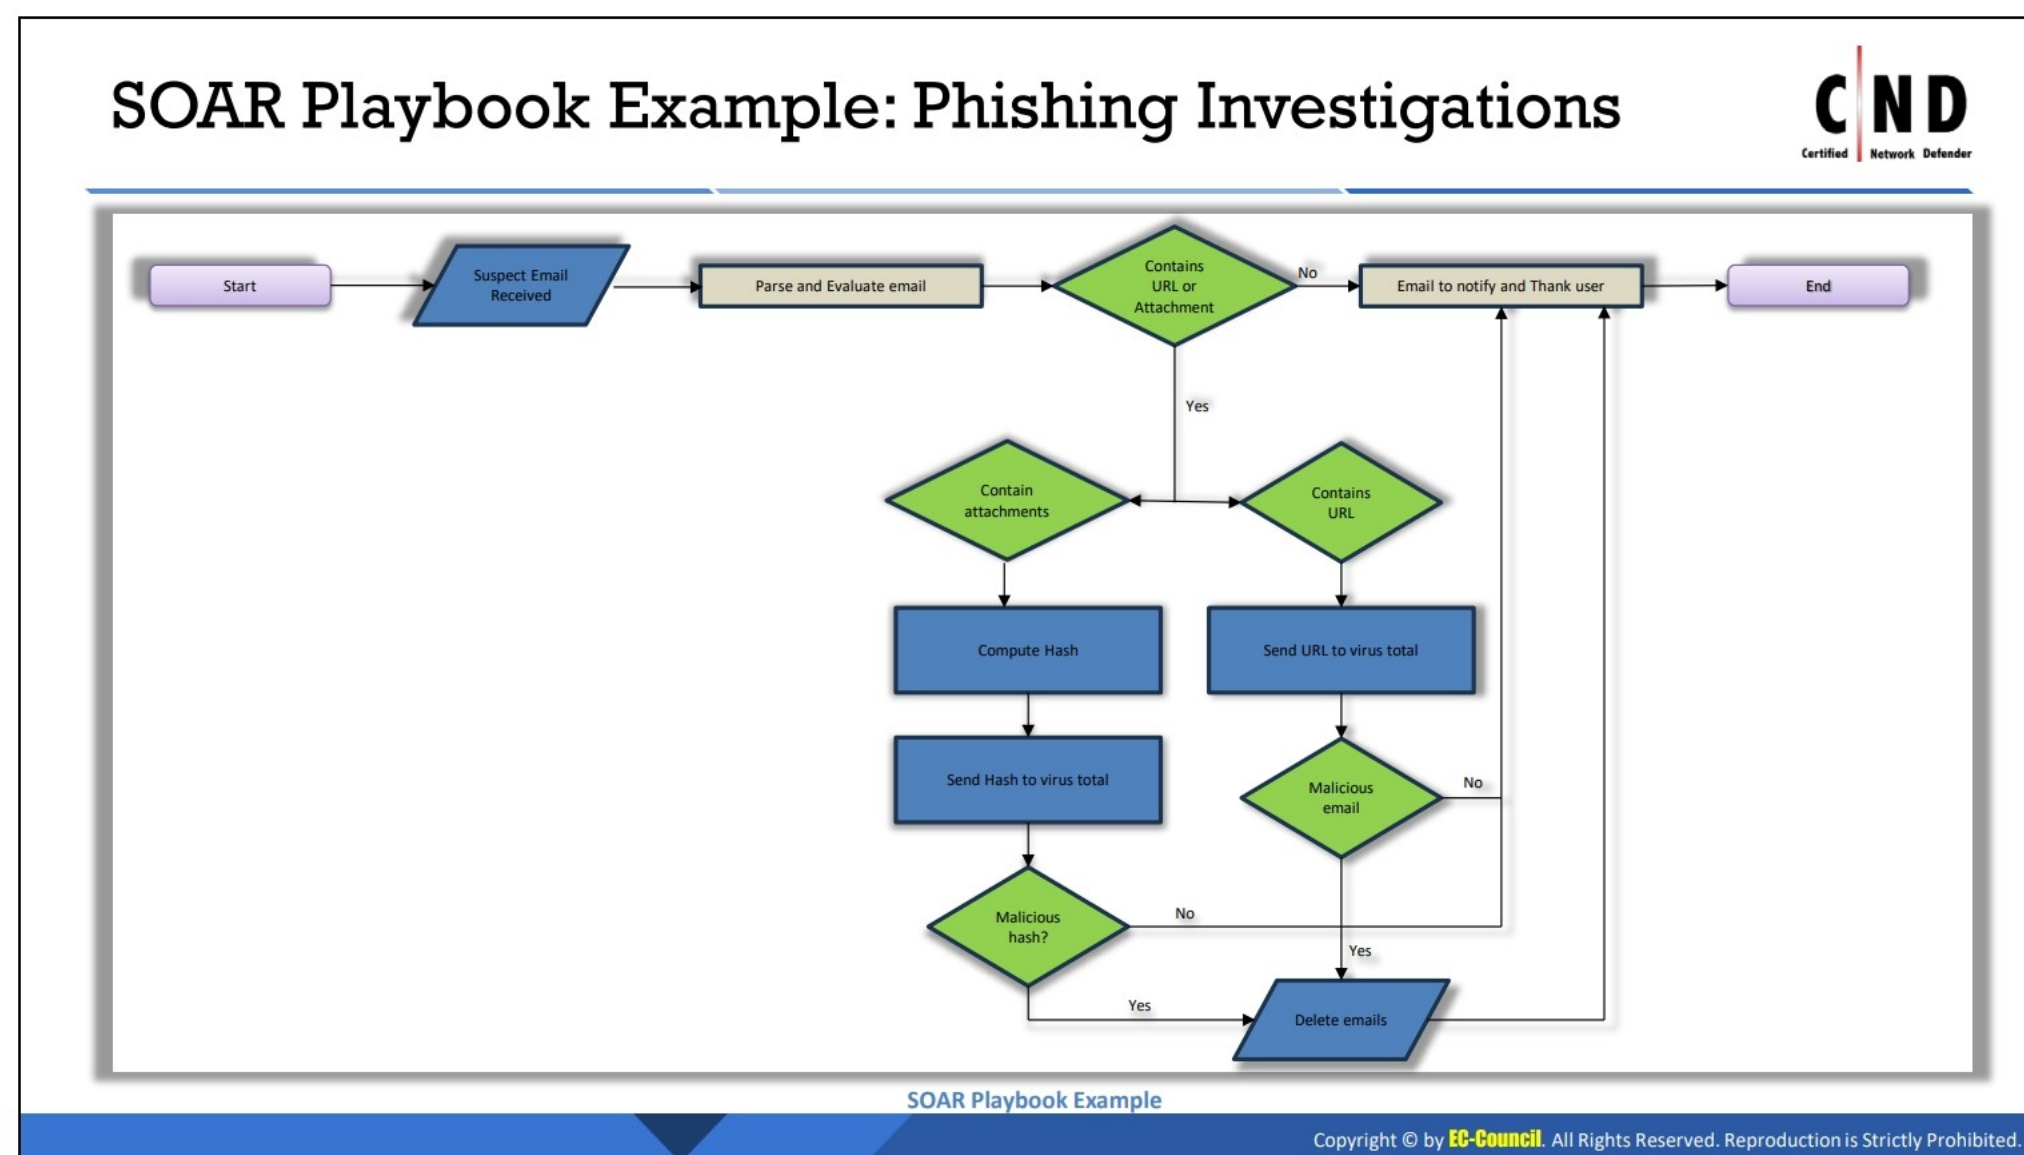 SOAR Playbook Example: Phishing Investigations
C ND
Certified Network Defender
Start
Suspect Email
Received
Parse and Evaluate email
Contains
URL or
Attachment
No
Email to notify and Thank user
End
Yes
Contain
attachments
Contains
URL
Compute Hash
Send URL to virus total
Send Hash to virus total
Malicious
email
No
Malicious
hash?
No
Yes
Yes
Delete emails
SOAR Playbook Example
Copyright © by EC-Council. All Rights Reserved. Reproduction is Strictly Prohibited.